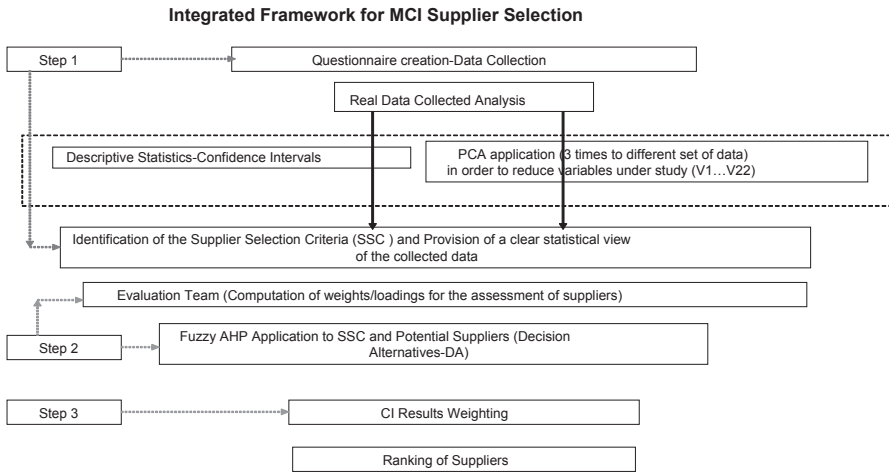 Integrated Framework for MCI Supplier Selection
Step 1
Questionnaire creation-Data Collection
Real Data Collected Analysis
Descriptive Statistics-Confidence Intervals
PCA application (3 times to different set of data)
in order to reduce variables under study (V1...V22)
Identification of the Supplier Selection Criteria (SSC ) and Provision of a clear statistical view
of the collected data
Evaluation Team (Computation of weights/loadings for the assessment of suppliers)
Step 2
Fuzzy AHP Application to SSC and Potential Suppliers (Decision
Alternatives-DA)
Step 3
CI Results Weighting
Ranking of Suppliers